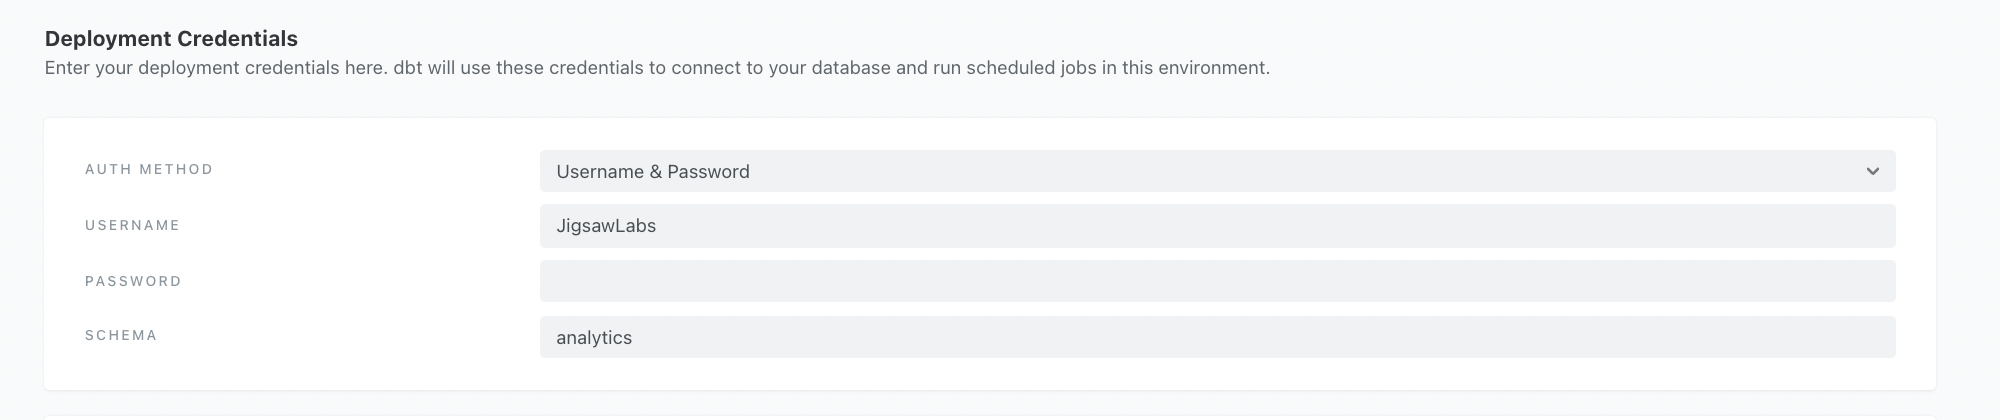 Deployment Credentials
Enter your deployment credentials here. dbt will use these credentials to connect to your database and run scheduled jobs in this environment.
AUTH METHOD Username & Password
USERNAME JigsawLabs
PASSWORD
SCHEMA analytics